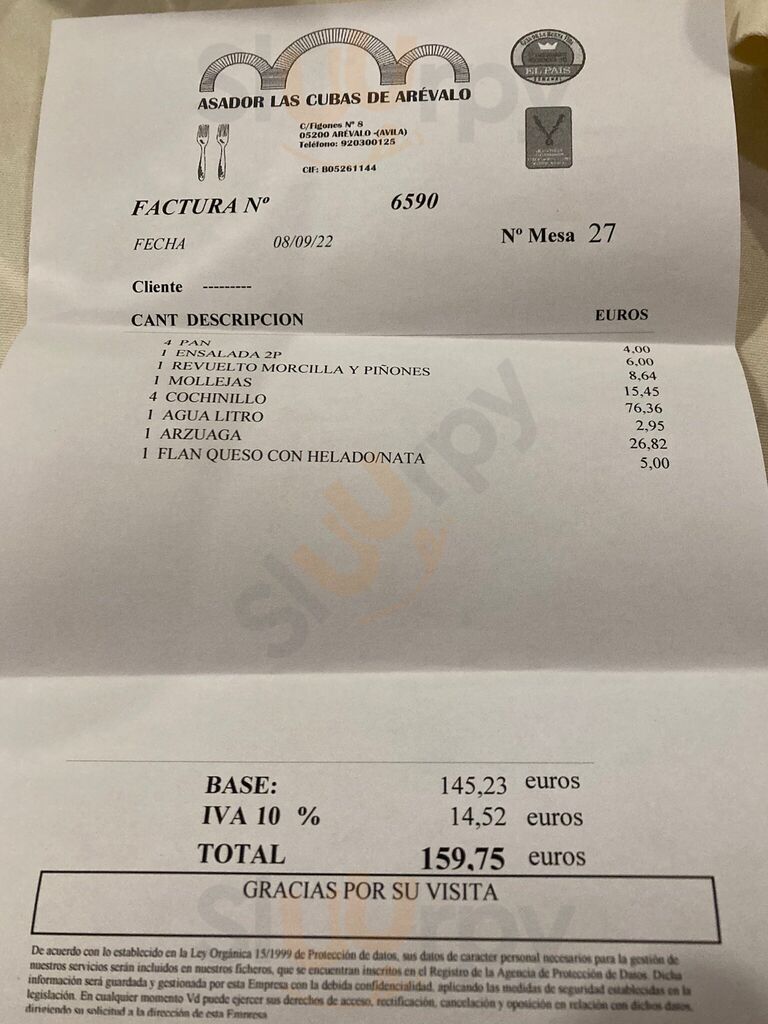 ASADOR LAS CUBAS DE ARÉVALO
C/Figones Nº 8
05200 ARÉVALO -(AVILA)
Teléfono: 920300125
CIF: B05261144
EL PAIS
FACTURA Nº 6590
FECHA 08/09/22 Nº Mesa 27
Cliente ---------
CANT DESCRIPCION EUROS
4 PAN 4,00
1 ENSALADA 2P 6,00
1 REVUELTO MORCILLA Y PIÑONES 8,64
1 MOLLEJAS 15,45
4 COCHINILLO 76,36
1 AGUA LITRO 2,95
1 ARZUAGA 26,82
1 FLAN QUESO CON HELADO/NATA 5,00
sluurpy
BASE: 145,23 euros
IVA 10 % 14,52 euros
TOTAL 159,75 euros
GRACIAS POR SU VISITA
De acuerdo con lo establecido en la Ley Orgánica 15/1999 de Protección de datos, sus datos de caracter personal necesarios para la gestión de
nuestros servicios serán incluidos en nuestros ficheros, que se encuentran inscritos en el Registro de la Agencia de Protección de Datos. Dicha
información será guardada y gestionada por esta Empresa con la debida confidencialidad, aplicando las medidas de seguridad establecidas en la
legislación. En cualquier momento Vd puede ejercer sus derechos de acceso, rectificación, cancelación y oposición en relación con dichos datos,
dirigiendo su solicitud a la dirección de esta Empresa